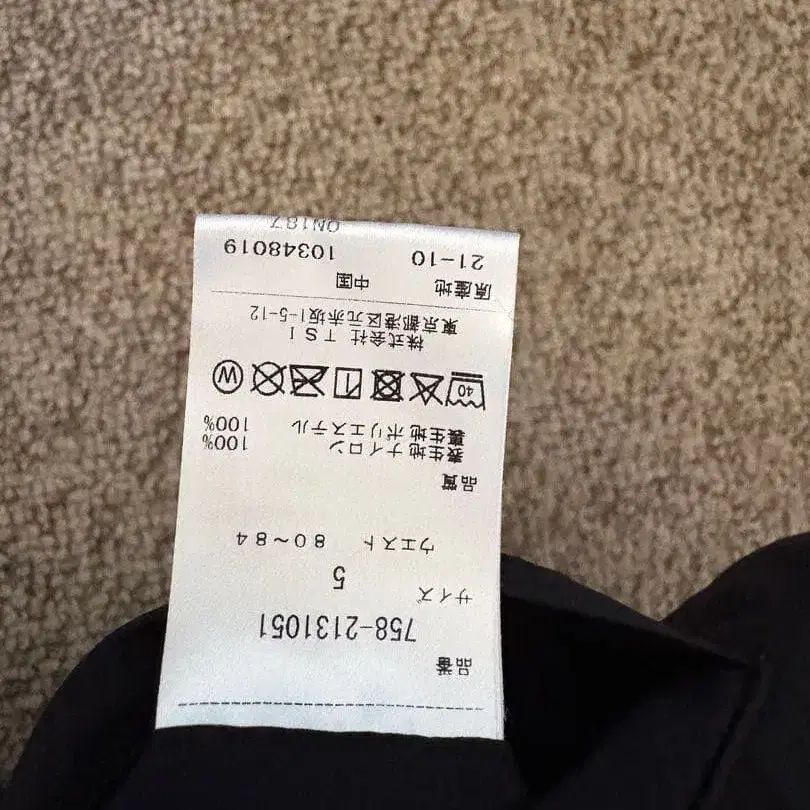 品番
758-2131051
サイズ 5
ウエスト 80～84
品質
表生地 ナイロン 100%
裏生地 ポリエステル 100%
40
W
株式会社 TSI
東京都港区元赤坂1-5-12
原産地 中国
21-10 10348019
QN187